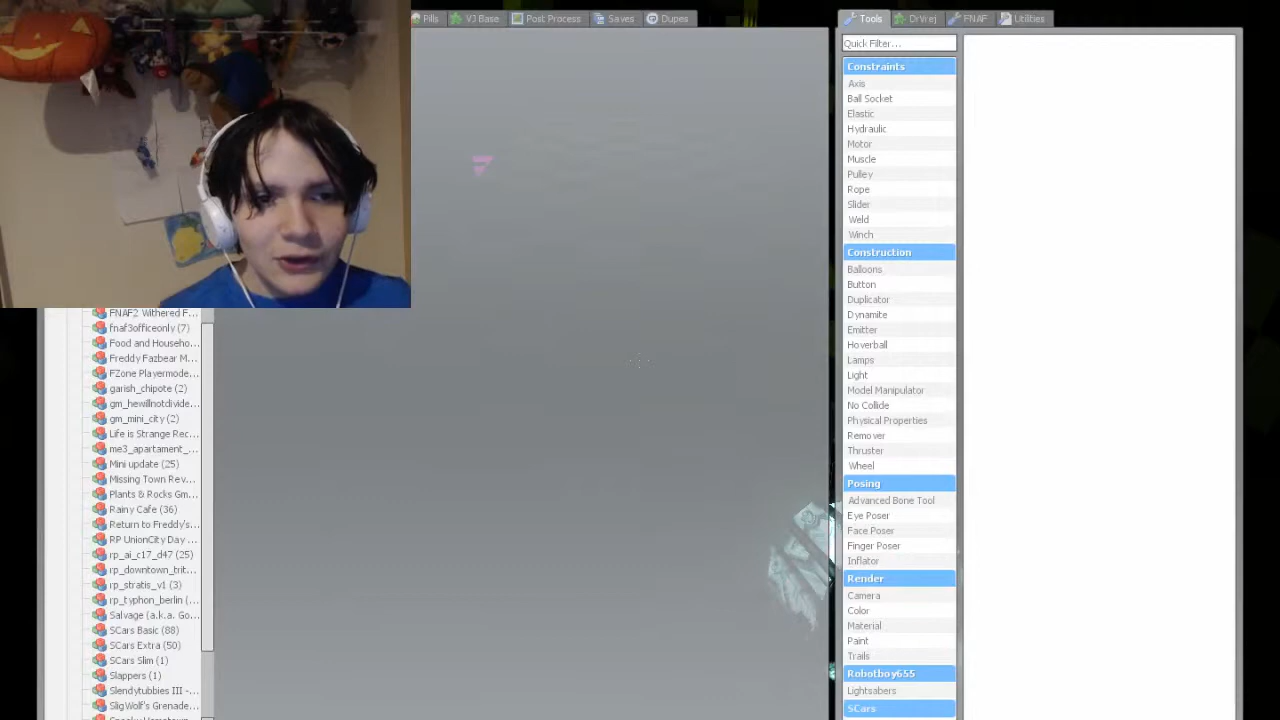 Pills VJ Base Post Process Saves Dupes
Tools DrVrej FNAF Utilities
Quick Filter...
Constraints
Axis
Ball Socket
Elastic
Hydraulic
Motor
Muscle
Pulley
Rope
Slider
Weld
Winch
Construction
Balloons
Button
Duplicator
Dynamite
Emitter
Hoverball
Lamps
Light
Model Manipulator
No Collide
Physical Properties
Remover
Thruster
Wheel
Posing
Advanced Bone Tool
Eye Poser
Face Poser
Finger Poser
Inflator
Render
Camera
Color
Material
Paint
Trails
Robotboy655
Lightsabers
SCars
FNAF2 Withered F...
fnaf3officeonly (7)
Food and Househo...
Freddy Fazbear M...
FZone Playermode...
garish_chipote (2)
gm_hewillnotdivide...
gm_mini_city (2)
Life is Strange Rec...
me3_apartament_...
Mini update (25)
Missing Town Rev...
Plants & Rocks Gm...
Rainy Cafe (36)
Return to Freddy's...
RP UnionCity Day ...
rp_ai_c17_d47 (25)
rp_downtown_trit...
rp_stratis_v1 (3)
rp_typhon_berlin (...
Salvage (a.k.a. Go...
SCars Basic (88)
SCars Extra (50)
SCars Slim (1)
Slappers (1)
Slendytubbies III -...
SligWolf's Grenade...